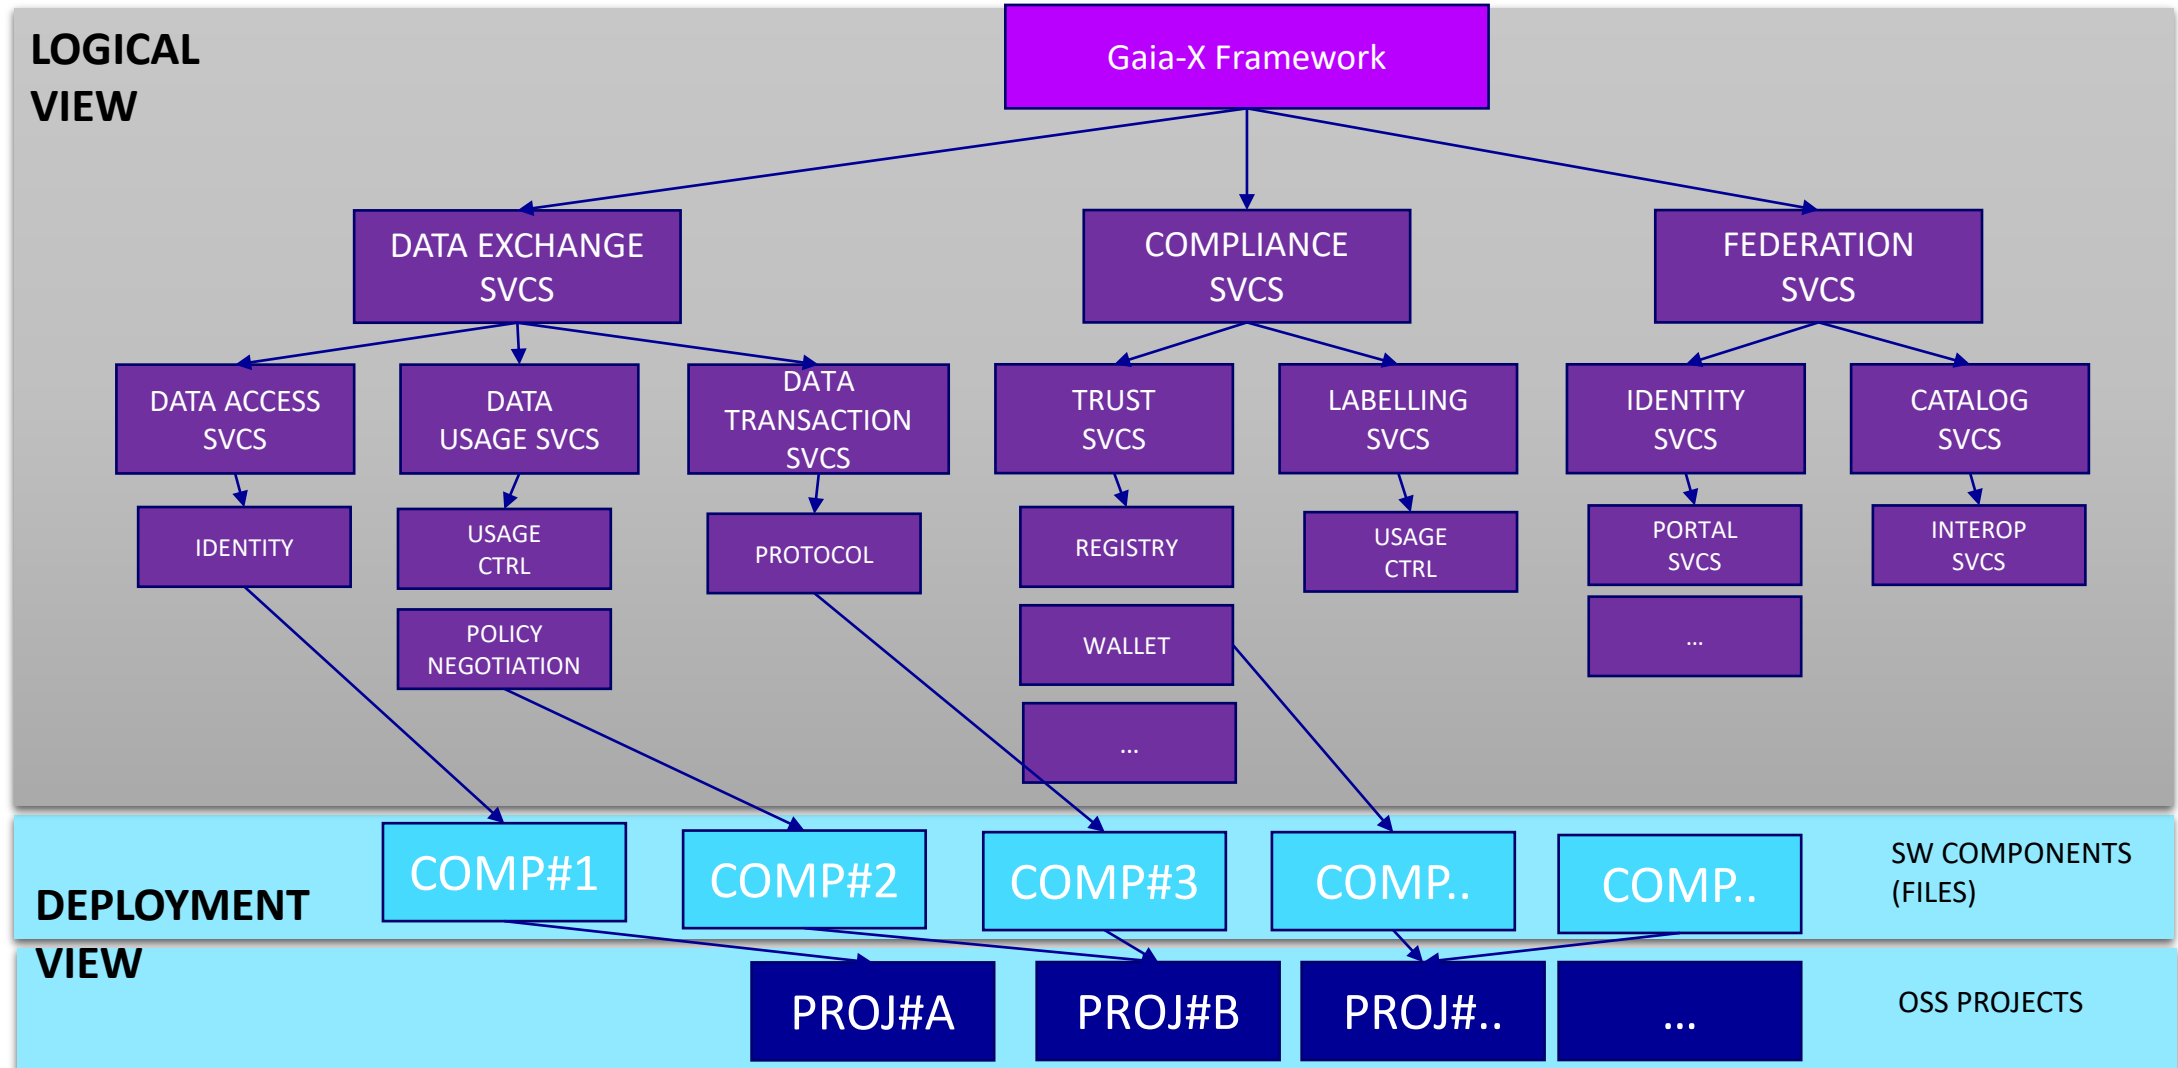 LOGICAL
VIEW
Gaia-X Framework
DATA EXCHANGE
SVCS
COMPLIANCE
SVCS
FEDERATION
SVCS
DATA ACCESS
SVCS
DATA
USAGE SVCS
DATA
TRANSACTION
SVCS
TRUST
SVCS
LABELLING
SVCS
IDENTITY
SVCS
CATALOG
SVCS
IDENTITY
USAGE
CTRL
PROTOCOL
REGISTRY
USAGE
CTRL
PORTAL
SVCS
INTEROP
SVCS
POLICY
NEGOTIATION
WALLET
...
...
DEPLOYMENT
VIEW
COMP#1
COMP#2
COMP#3
COMP..
COMP..
SW COMPONENTS
(FILES)
PROJ#A
PROJ#B
PROJ#..
...
OSS PROJECTS